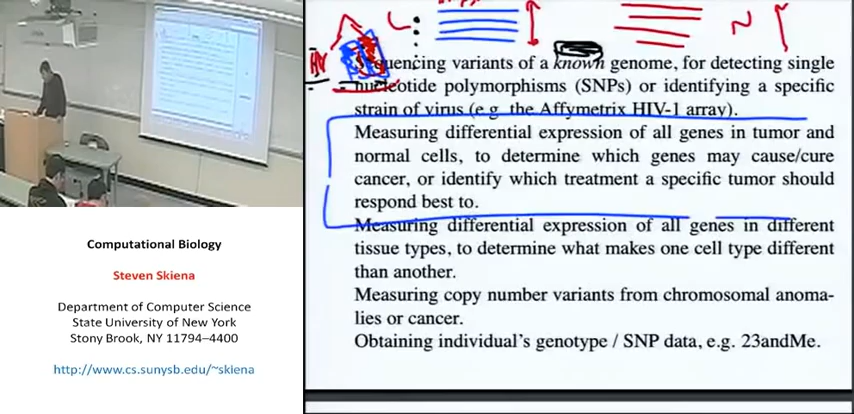 Sequencing variants of a known genome, for detecting single
nucleotide polymorphisms (SNPs) or identifying a specific
strain of virus (e.g. the Affymetrix HIV-1 array).
Measuring differential expression of all genes in tumor and
normal cells, to determine which genes may cause/cure
cancer, or identify which treatment a specific tumor should
respond best to.
Measuring differential expression of all genes in different
tissue types, to determine what makes one cell type different
than another.
Measuring copy number variants from chromosomal anoma-
lies or cancer.
Obtaining individual's genotype / SNP data, e.g. 23andMe.
Computational Biology
Steven Skiena
Department of Computer Science
State University of New York
Stony Brook, NY 11794–4400
http://www.cs.sunysb.edu/~skiena